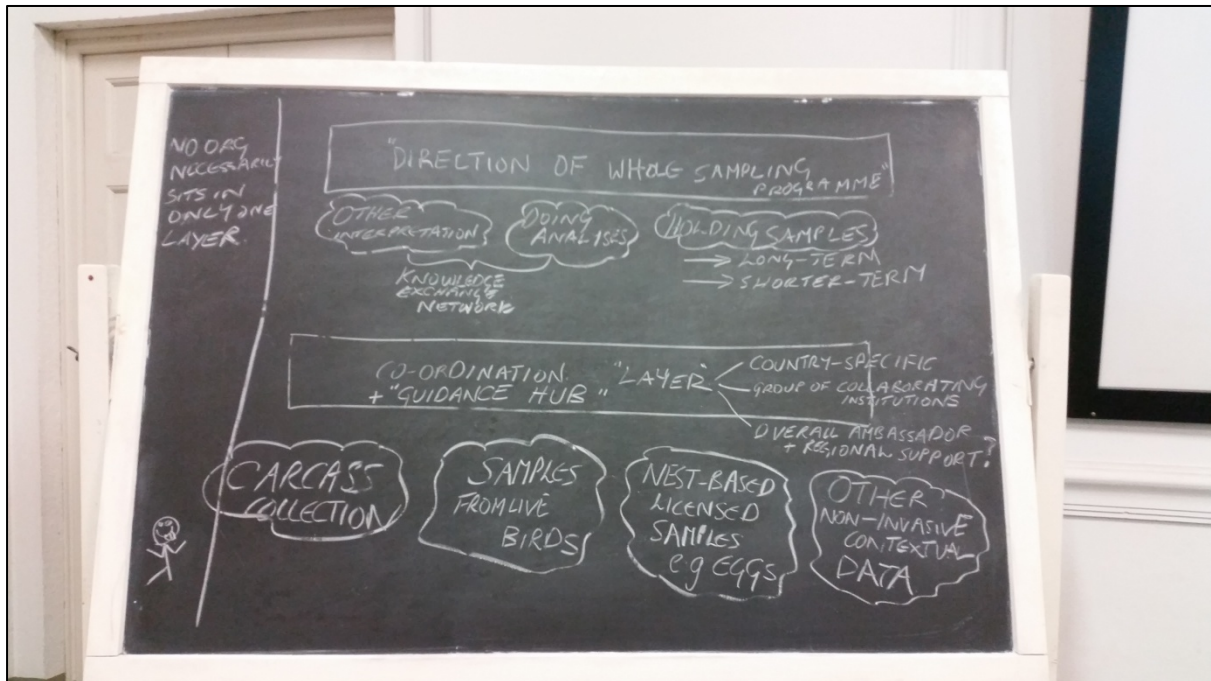 NO ORG
NECESSARILY
SITS IN
ONLY ONE
LAYER.
"DIRECTION OF WHOLE SAMPLING
PROGRAMME"
OTHER
INTERPRETATION
DOING
ANALYSES
HOLDING SAMPLES
→ LONG-TERM
→ SHORTER-TERM
KNOWLEDGE
EXCHANGE
NETWORK
CO-ORDINATION
+ "GUIDANCE HUB"
"LAYER"
COUNTRY-SPECIFIC
GROUP OF COLLABORATING
INSTITUTIONS
OVERALL AMBASSADOR
+ REGIONAL SUPPORT?
CARCASS
COLLECTION
SAMPLES
FROM LIVE
BIRDS
NEST-BASED
LICENSED
SAMPLES
e.g EGGS
OTHER
NON-INVASIVE
CONTEXTUAL
DATA